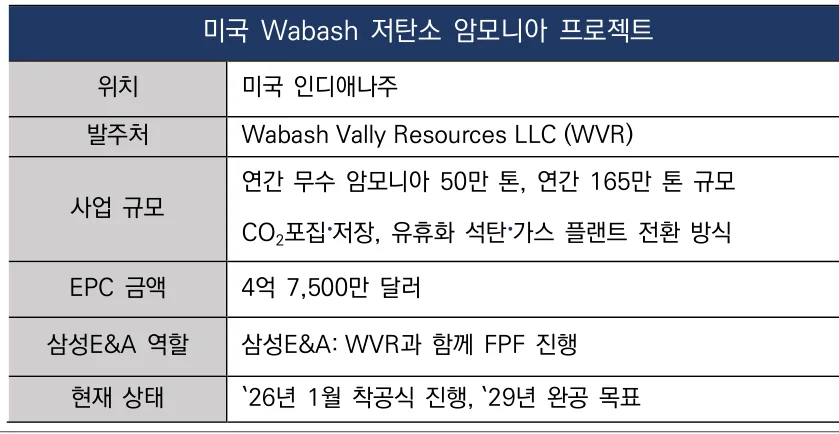 미국 Wabash 저탄소 암모니아 프로젝트
위치 미국 인디애나주
발주처 Wabash Vally Resources LLC (WVR)
사업 규모 연간 무수 암모니아 50만 톤, 연간 165만 톤 규모
CO₂포집·저장, 유휴화 석탄·가스 플랜트 전환 방식
EPC 금액 4억 7,500만 달러
삼성E&A 역할 삼성E&A: WVR과 함께 FPF 진행
현재 상태 `26년 1월 착공식 진행, `29년 완공 목표